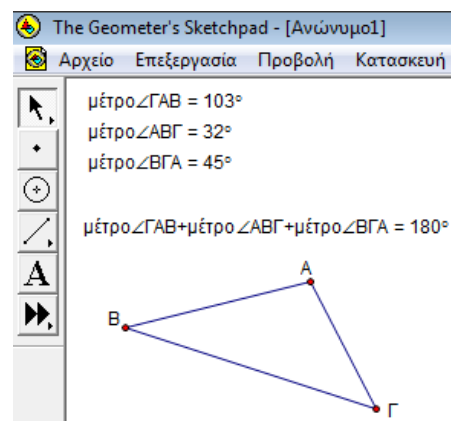 The Geometer's Sketchpad - [Ανώνυμο1]
Αρχείο Επεξεργασία Προβολή Κατασκευή
μέτρο∠ΓΑΒ = 103°
μέτρο∠ΑΒΓ = 32°
μέτρο∠ΒΓΑ = 45°
μέτρο∠ΓΑΒ+μέτρο∠ΑΒΓ+μέτρο∠ΒΓΑ = 180°
A
Α
Β
Γ